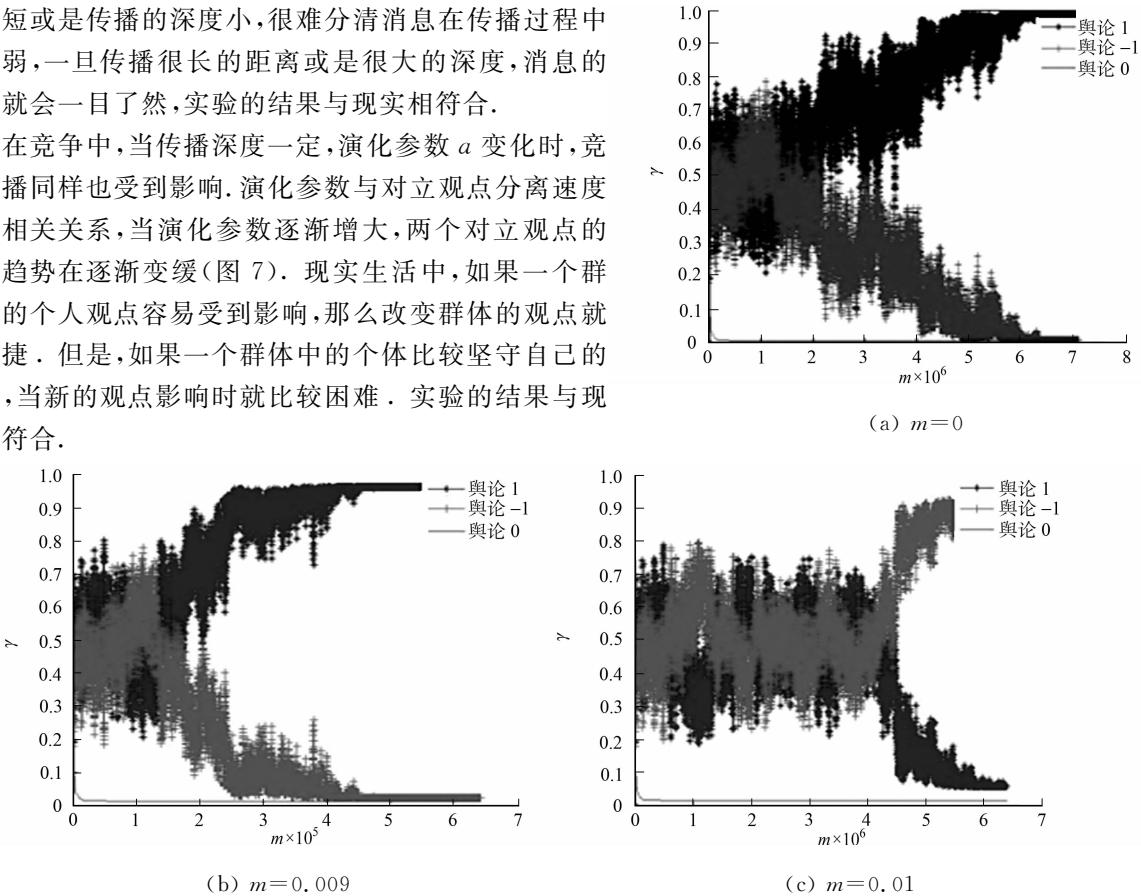 短或是传播的深度小,很难分清消息在传播过程中
弱,一旦传播很长的距离或是很大的深度,消息的
就会一目了然,实验的结果与现实相符合.
在竞争中,当传播深度一定,演化参数 a 变化时,竞
播同样也受到影响.演化参数与对立观点分离速度
相关关系,当演化参数逐渐增大,两个对立观点的
趋势在逐渐变缓(图 7). 现实生活中,如果一个群
的个人观点容易受到影响,那么改变群体的观点就
捷. 但是,如果一个群体中的个体比较坚守自己的
,当新的观点影响时就比较困难. 实验的结果与现
符合.
1.0
0.9
0.8
0.7
0.6
0.5
0.4
0.3
0.2
0.1
0
γ
舆论 1
舆论 -1
舆论 0
0 1 2 3 4 5 6 7 8
m×10⁶
(a) m=0
1.0
0.9
0.8
0.7
0.6
0.5
0.4
0.3
0.2
0.1
0
γ
舆论 1
舆论 -1
舆论 0
0 1 2 3 4 5 6 7
m×10⁵
(b) m=0.009
1.0
0.9
0.8
0.7
0.6
0.5
0.4
0.3
0.2
0.1
0
γ
舆论 1
舆论 -1
舆论 0
0 1 2 3 4 5 6 7
m×10⁶
(c) m=0.01